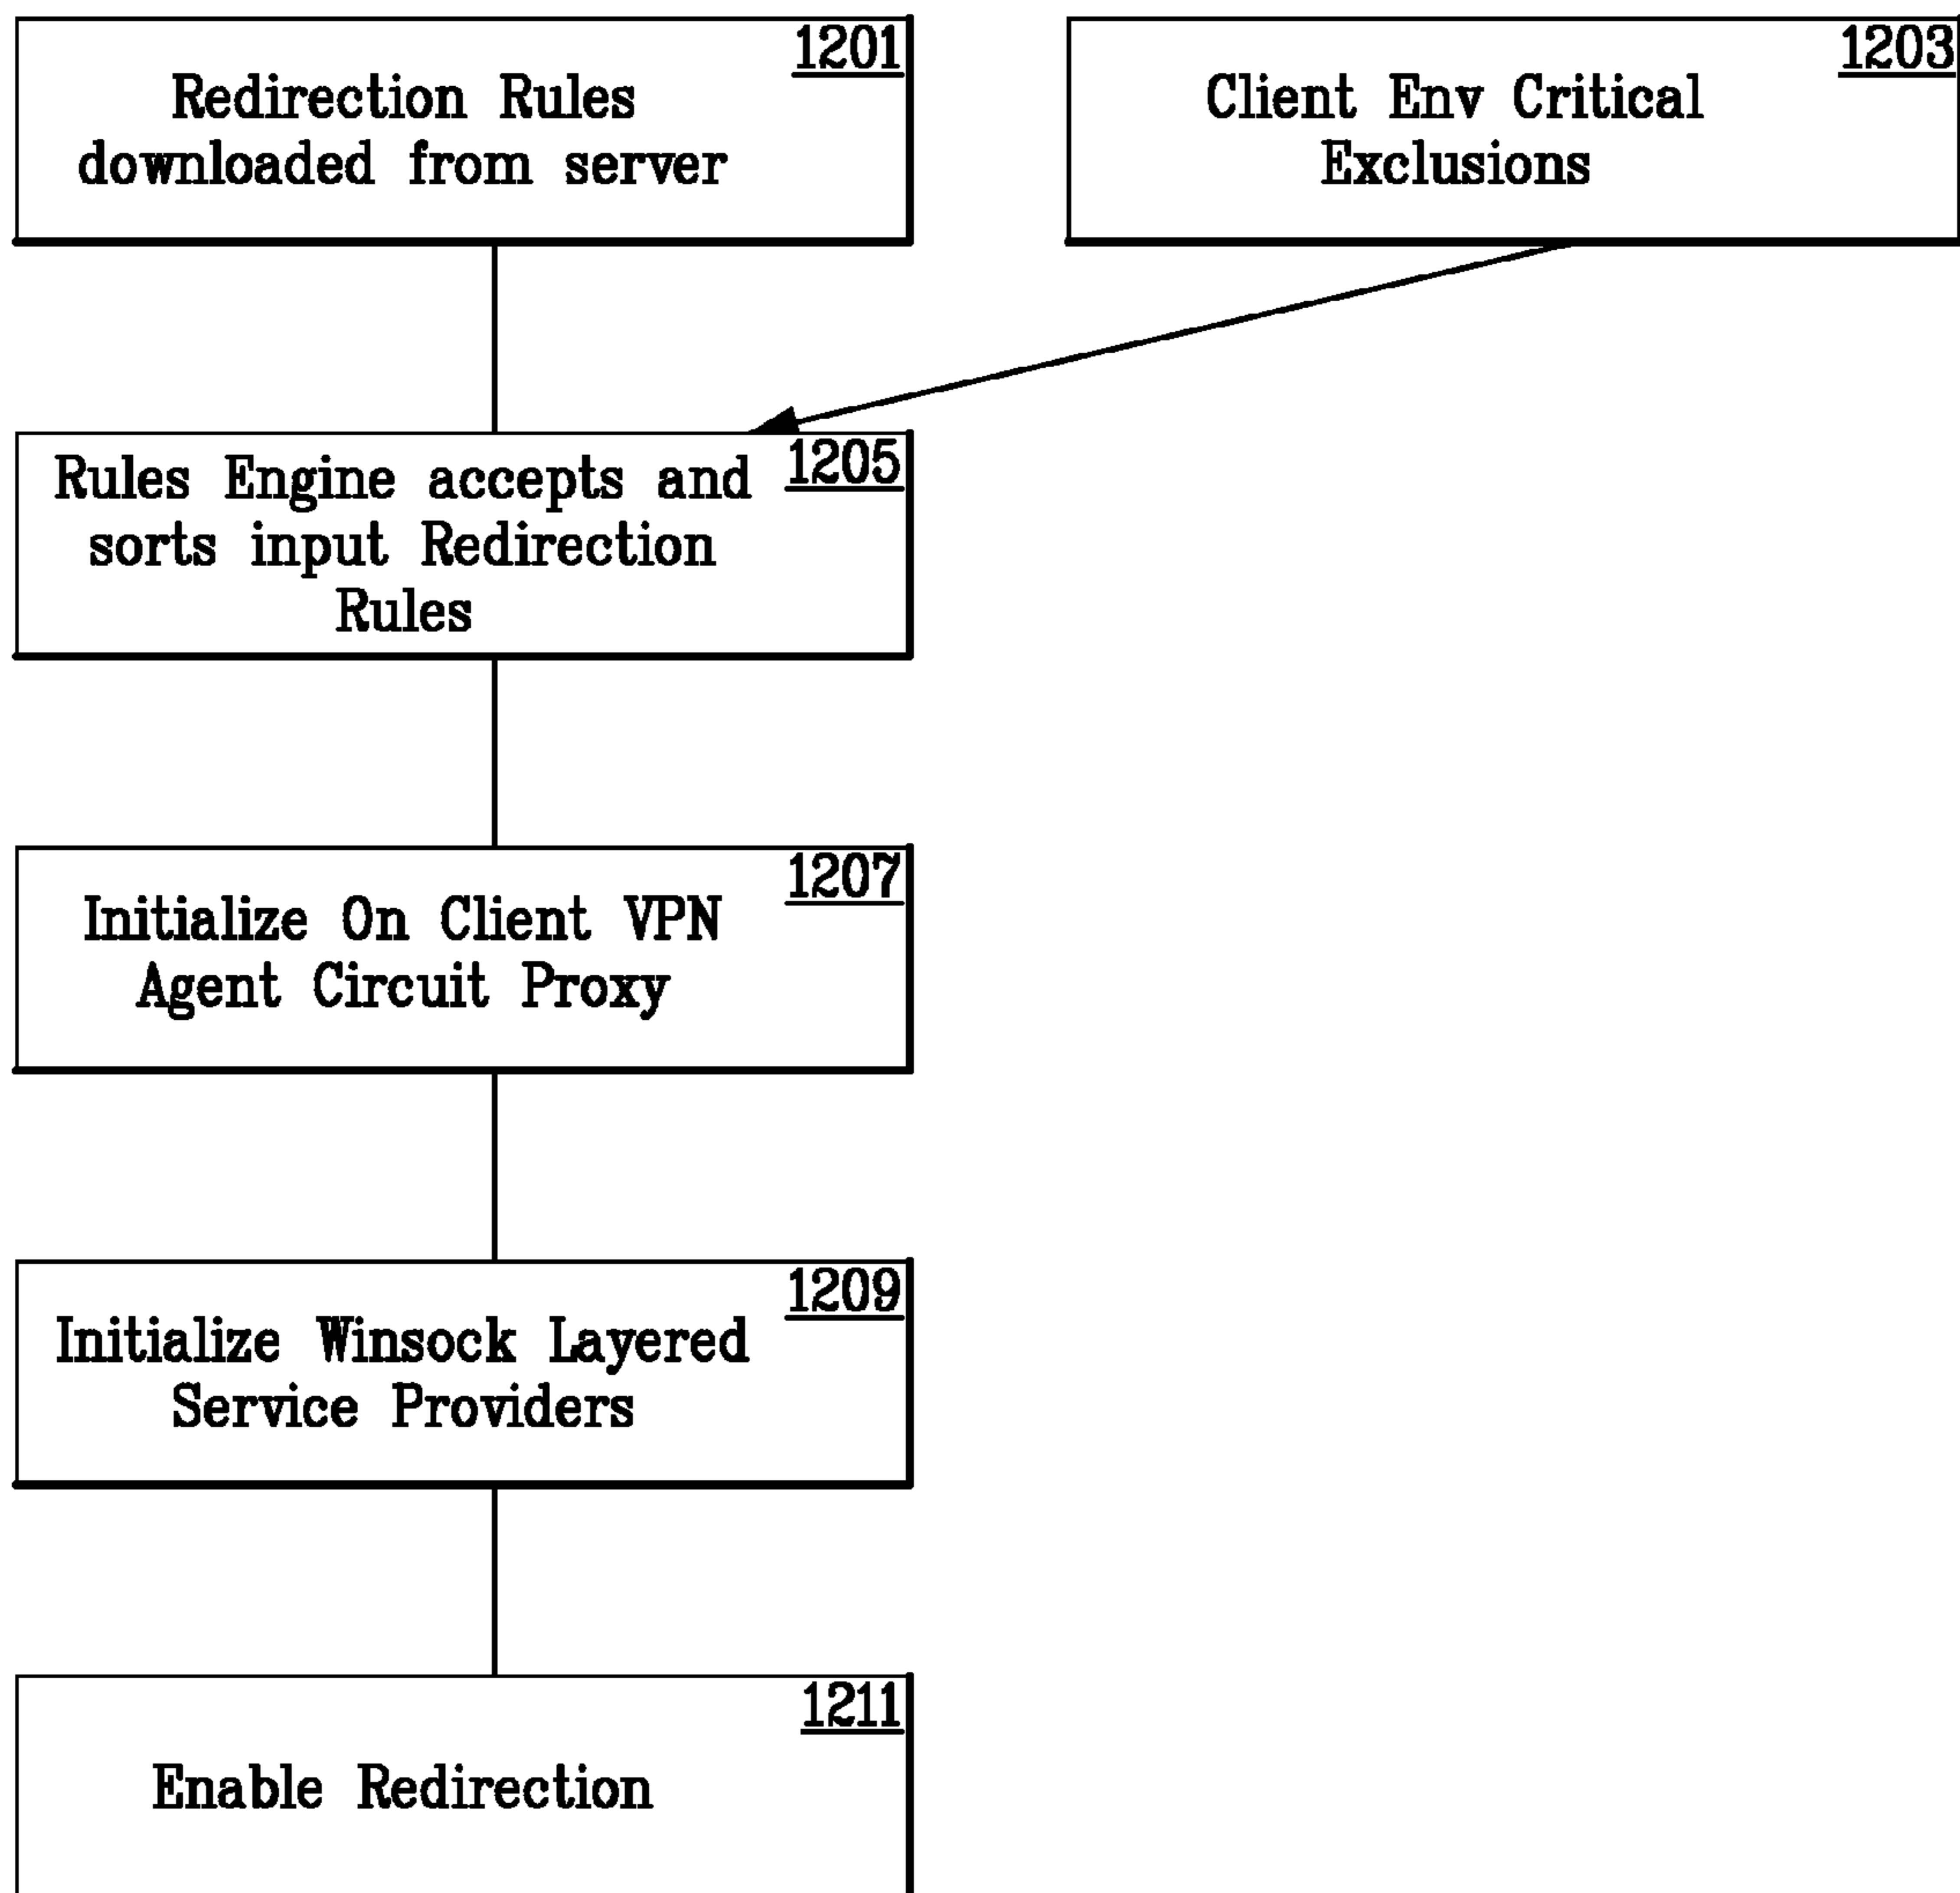 1201
Redirection Rules
downloaded from server
1203
Client Env Critical
Exclusions
1205
Rules Engine accepts and
sorts input Redirection
Rules
1207
Initialize On Client VPN
Agent Circuit Proxy
1209
Initialize Winsock Layered
Service Providers
1211
Enable Redirection